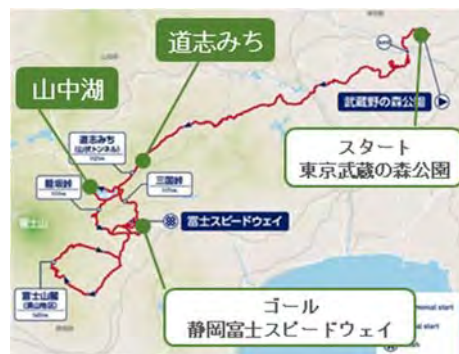 道志みち
山中湖
武蔵野の森公園
道志みち
(山伏トンネル)
スタート
東京武蔵の森公園
籠坂峠
三国峠
富士スピードウェイ
富士山
富士山麓
ゴール
静岡富士スピードウェイ
start